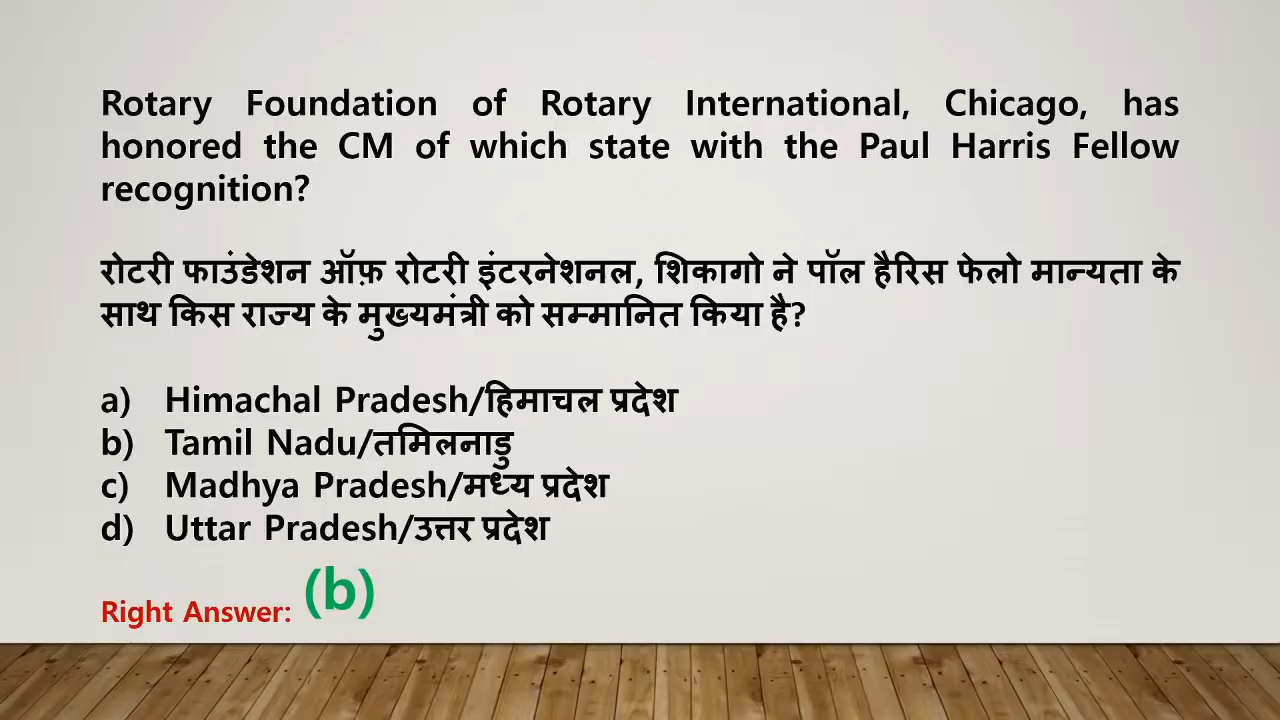 Rotary Foundation of Rotary International, Chicago, has
honored the CM of which state with the Paul Harris Fellow
recognition?
रोटरी फाउंडेशन ऑफ़ रोटरी इंटरनेशनल, शिकागो ने पॉल हैरिस फेलो मान्यता के
साथ किस राज्य के मुख्यमंत्री को सम्मानित किया है?
a) Himachal Pradesh/हिमाचल प्रदेश
b) Tamil Nadu/तमिलनाडु
c) Madhya Pradesh/मध्य प्रदेश
d) Uttar Pradesh/उत्तर प्रदेश
Right Answer: (b)